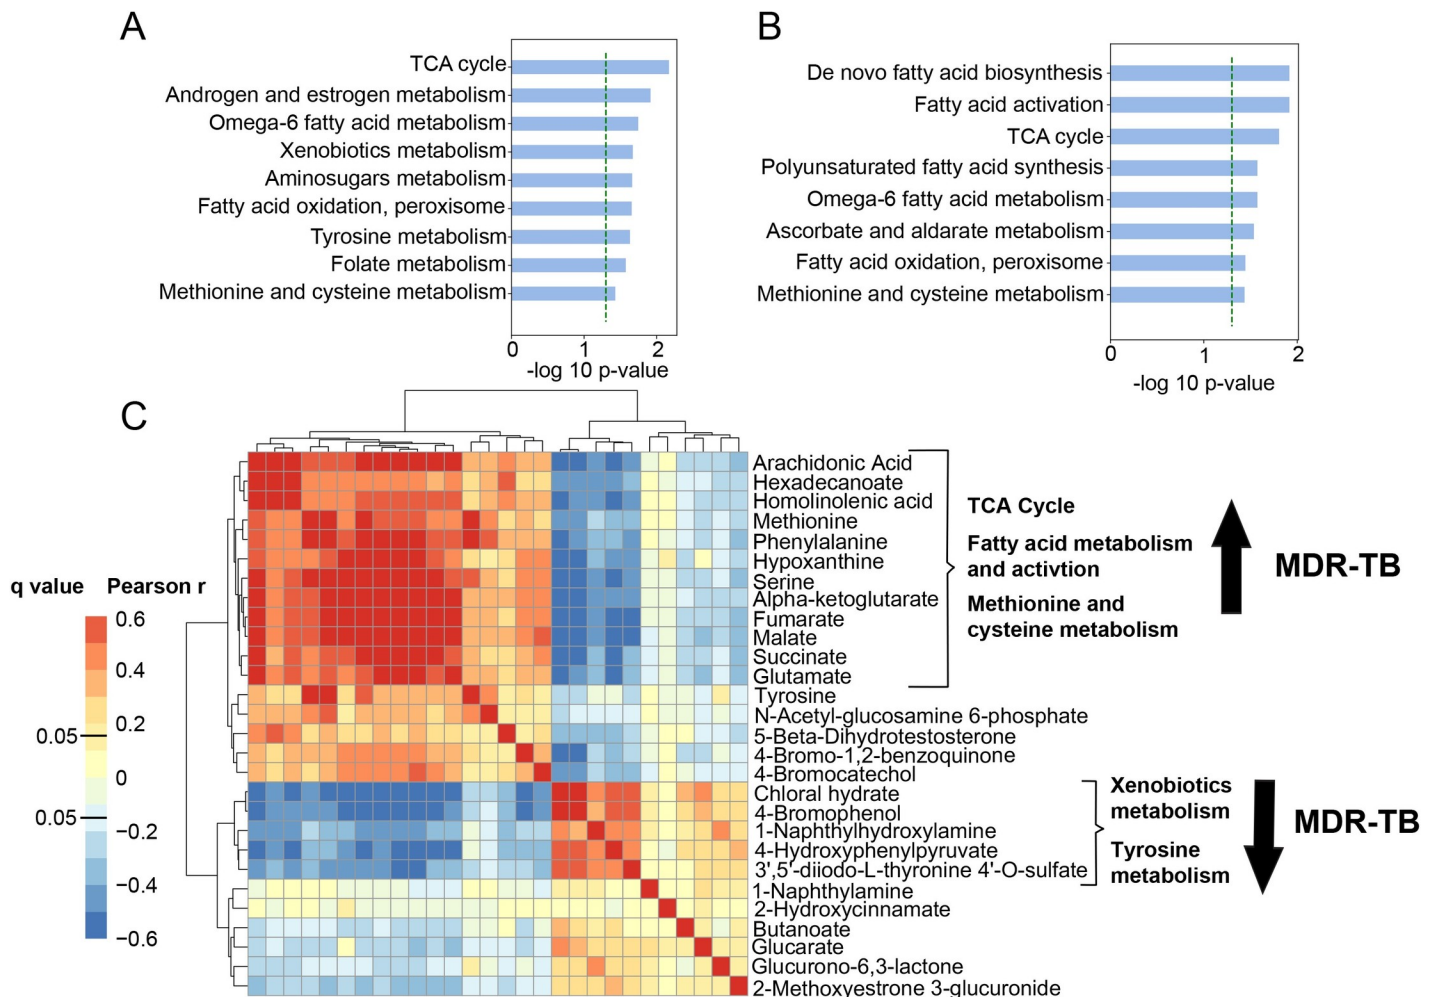 A
TCA cycle
Androgen and estrogen metabolism
Omega-6 fatty acid metabolism
Xenobiotics metabolism
Aminosugars metabolism
Fatty acid oxidation, peroxisome
Tyrosine metabolism
Folate metabolism
Methionine and cysteine metabolism
0 1 2
-log 10 p-value
B
De novo fatty acid biosynthesis
Fatty acid activation
TCA cycle
Polyunsaturated fatty acid synthesis
Omega-6 fatty acid metabolism
Ascorbate and aldarate metabolism
Fatty acid oxidation, peroxisome
Methionine and cysteine metabolism
0 1 2
-log 10 p-value
C
q value Pearson r
0.6
0.4
0.2
0.05
0
0.05
−0.2
−0.4
−0.6
Arachidonic Acid
Hexadecanoate
Homolinolenic acid
Methionine
Phenylalanine
Hypoxanthine
Serine
Alpha-ketoglutarate
Fumarate
Malate
Succinate
Glutamate
Tyrosine
N-Acetyl-glucosamine 6-phosphate
5-Beta-Dihydrotestosterone
4-Bromo-1,2-benzoquinone
4-Bromocatechol
Chloral hydrate
4-Bromophenol
1-Naphthylhydroxylamine
4-Hydroxyphenylpyruvate
3',5'-diiodo-L-thyronine 4'-O-sulfate
1-Naphthylamine
2-Hydroxycinnamate
Butanoate
Glucarate
Glucurono-6,3-lactone
2-Methoxyestrone 3-glucuronide
TCA Cycle
Fatty acid metabolism
and activtion
Methionine and
cysteine metabolism
MDR-TB
Xenobiotics
metabolism
Tyrosine
metabolism
MDR-TB